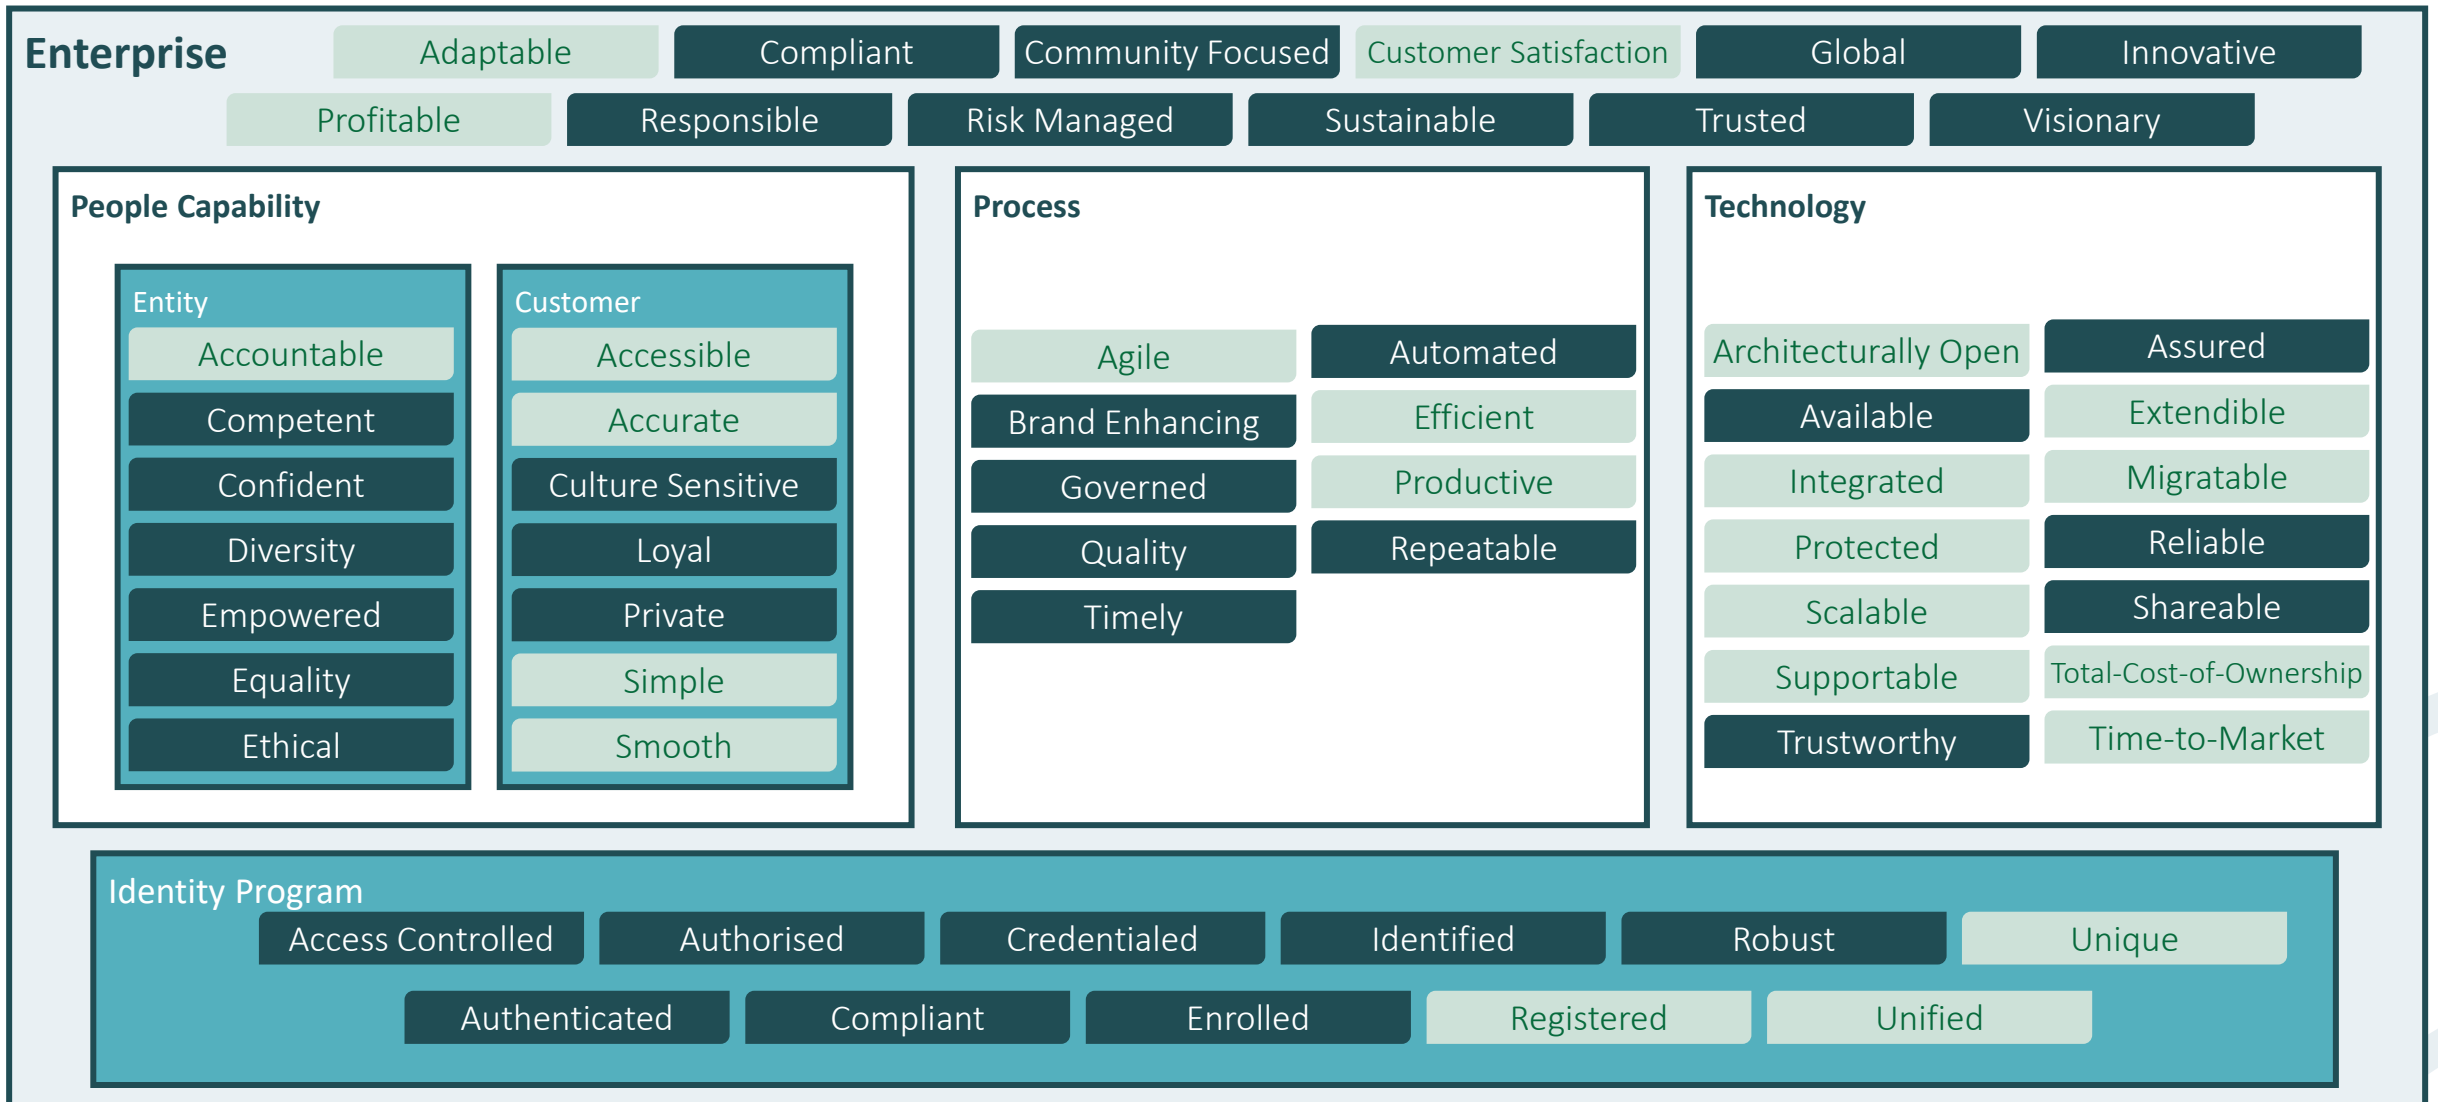 Enterprise
Adaptable
Compliant
Community Focused
Customer Satisfaction
Global
Innovative
Profitable
Responsible
Risk Managed
Sustainable
Trusted
Visionary
People Capability
Entity
Accountable
Competent
Confident
Diversity
Empowered
Equality
Ethical
Customer
Accessible
Accurate
Culture Sensitive
Loyal
Private
Simple
Smooth
Process
Agile
Brand Enhancing
Governed
Quality
Timely
Automated
Efficient
Productive
Repeatable
Technology
Architecturally Open
Available
Integrated
Protected
Scalable
Supportable
Trustworthy
Assured
Extendible
Migratable
Reliable
Shareable
Total-Cost-of-Ownership
Time-to-Market
Identity Program
Access Controlled
Authorised
Credentialed
Identified
Robust
Unique
Authenticated
Compliant
Enrolled
Registered
Unified